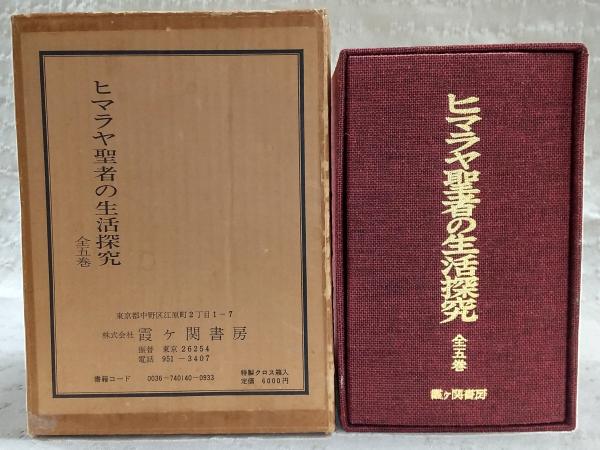 ヒマラヤ聖者の生活探究
全五巻
東京都中野区江原町2丁目1-7
株式会社 霞ケ関書房
振替 東京 26254
電話 951-3407
書籍コード 0036-740140-0933
特製クロス箱入
定価 6000円
ヒマラヤ聖者の生活探究
全五巻
霞ケ関書房